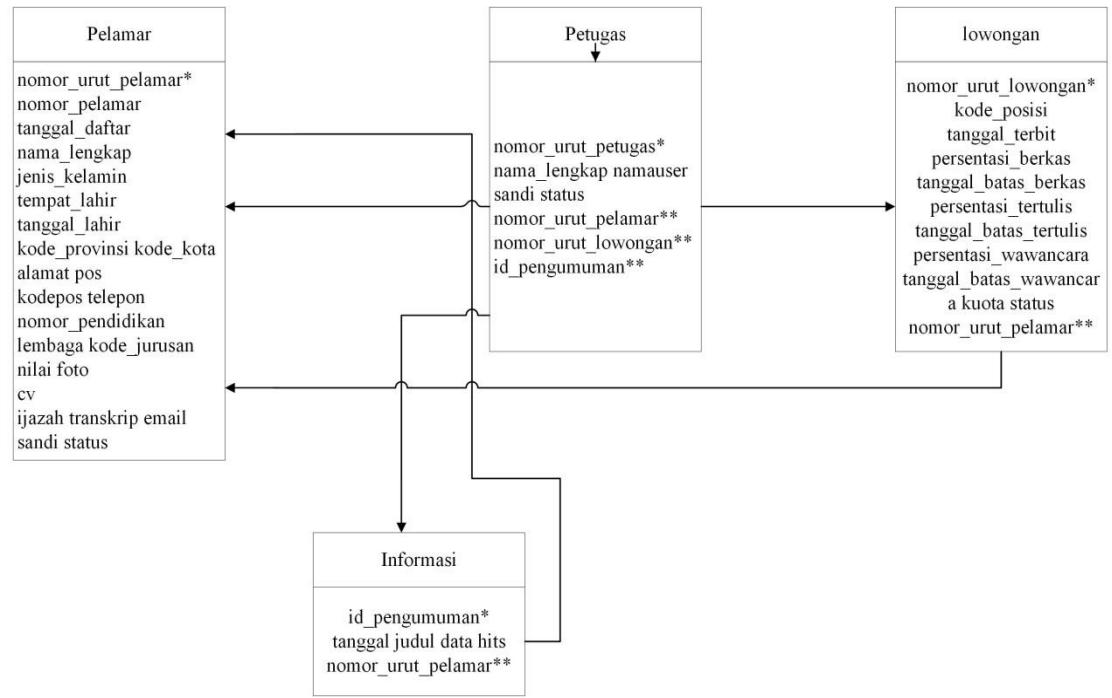 Pelamar
nomor_urut_pelamar*
nomor_pelamar
tanggal_daftar
nama_lengkap
jenis_kelamin
tempat_lahir
tanggal_lahir
kode_provinsi kode_kota
alamat pos
kodepos telepon
nomor_pendidikan
lembaga kode_jurusan
nilai foto
cv
ijazah transkrip email
sandi status
Petugas
nomor_urut_petugas*
nama_lengkap namauser
sandi status
nomor_urut_pelamar**
nomor_urut_lowongan**
id_pengumuman**
lowongan
nomor_urut_lowongan*
kode_posisi
tanggal_terbit
persentasi_berkas
tanggal_batas_berkas
persentasi_tertulis
tanggal_batas_tertulis
persentasi_wawancara
tanggal_batas_wawancar
a kuota status
nomor_urut_pelamar**
Informasi
id_pengumuman*
tanggal judul data hits
nomor_urut_pelamar**